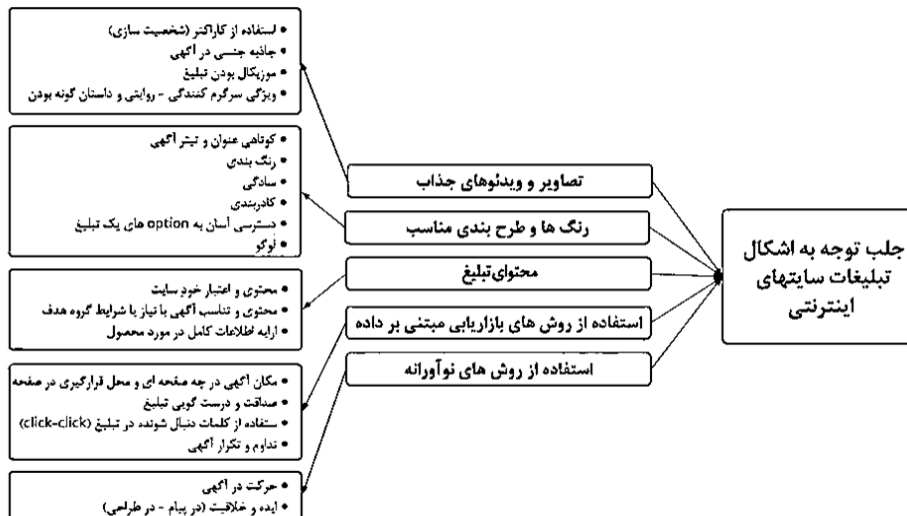 جلب توجه به اشکال
تبلیغات سایتهای
اینترنتی
تصاویر و ویدئوهای جذاب
رنگ ها و طرح بندی مناسب
محتوای تبلیغ
استفاده از روش های بازاریابی مبتنی بر داده
استفاده از روش های نوآورانه
• استفاده از کاراکتر (شخصیت سازی)
• جاذبه جنسی در آگهی
• موزیکال بودن تبلیغ
• ویژگی سرگرم کنندگی - روایتی و داستان گونه بودن
• کوتاهی عنوان و تیتر آگهی
• رنگ بندی
• سادگی
• کادربندی
• دسترسی آسان به option های یک تبلیغ
• لوگو
• محتوی و اعتبار خود سایت
• محتوی و تناسب آگهی با نیاز یا شرایط گروه هدف
• ارایه اطلاعات کامل در مورد محصول
• مکان آگهی در چه صفحه ای و محل قرارگیری در صفحه
• صداقت و درست گویی تبلیغ
• ستفاده از کلمات دنبال شونده در تبلیغ (click-click)
• تداوم و تکرار آگهی
• حرکت در آگهی
• ایده و خلاقیت (در پیام - در طراحی)